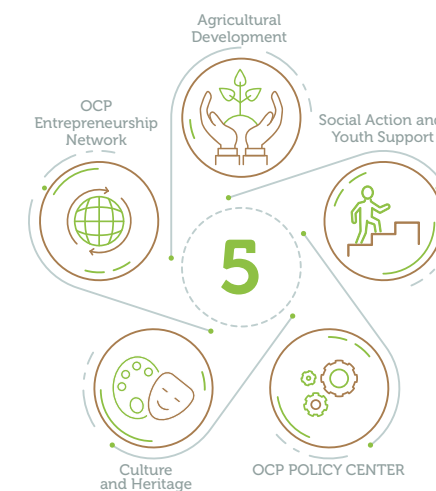 Agricultural
Development
OCP
Entrepreneurship
Network
Social Action and
Youth Support
5
Culture
and Heritage
OCP POLICY CENTER